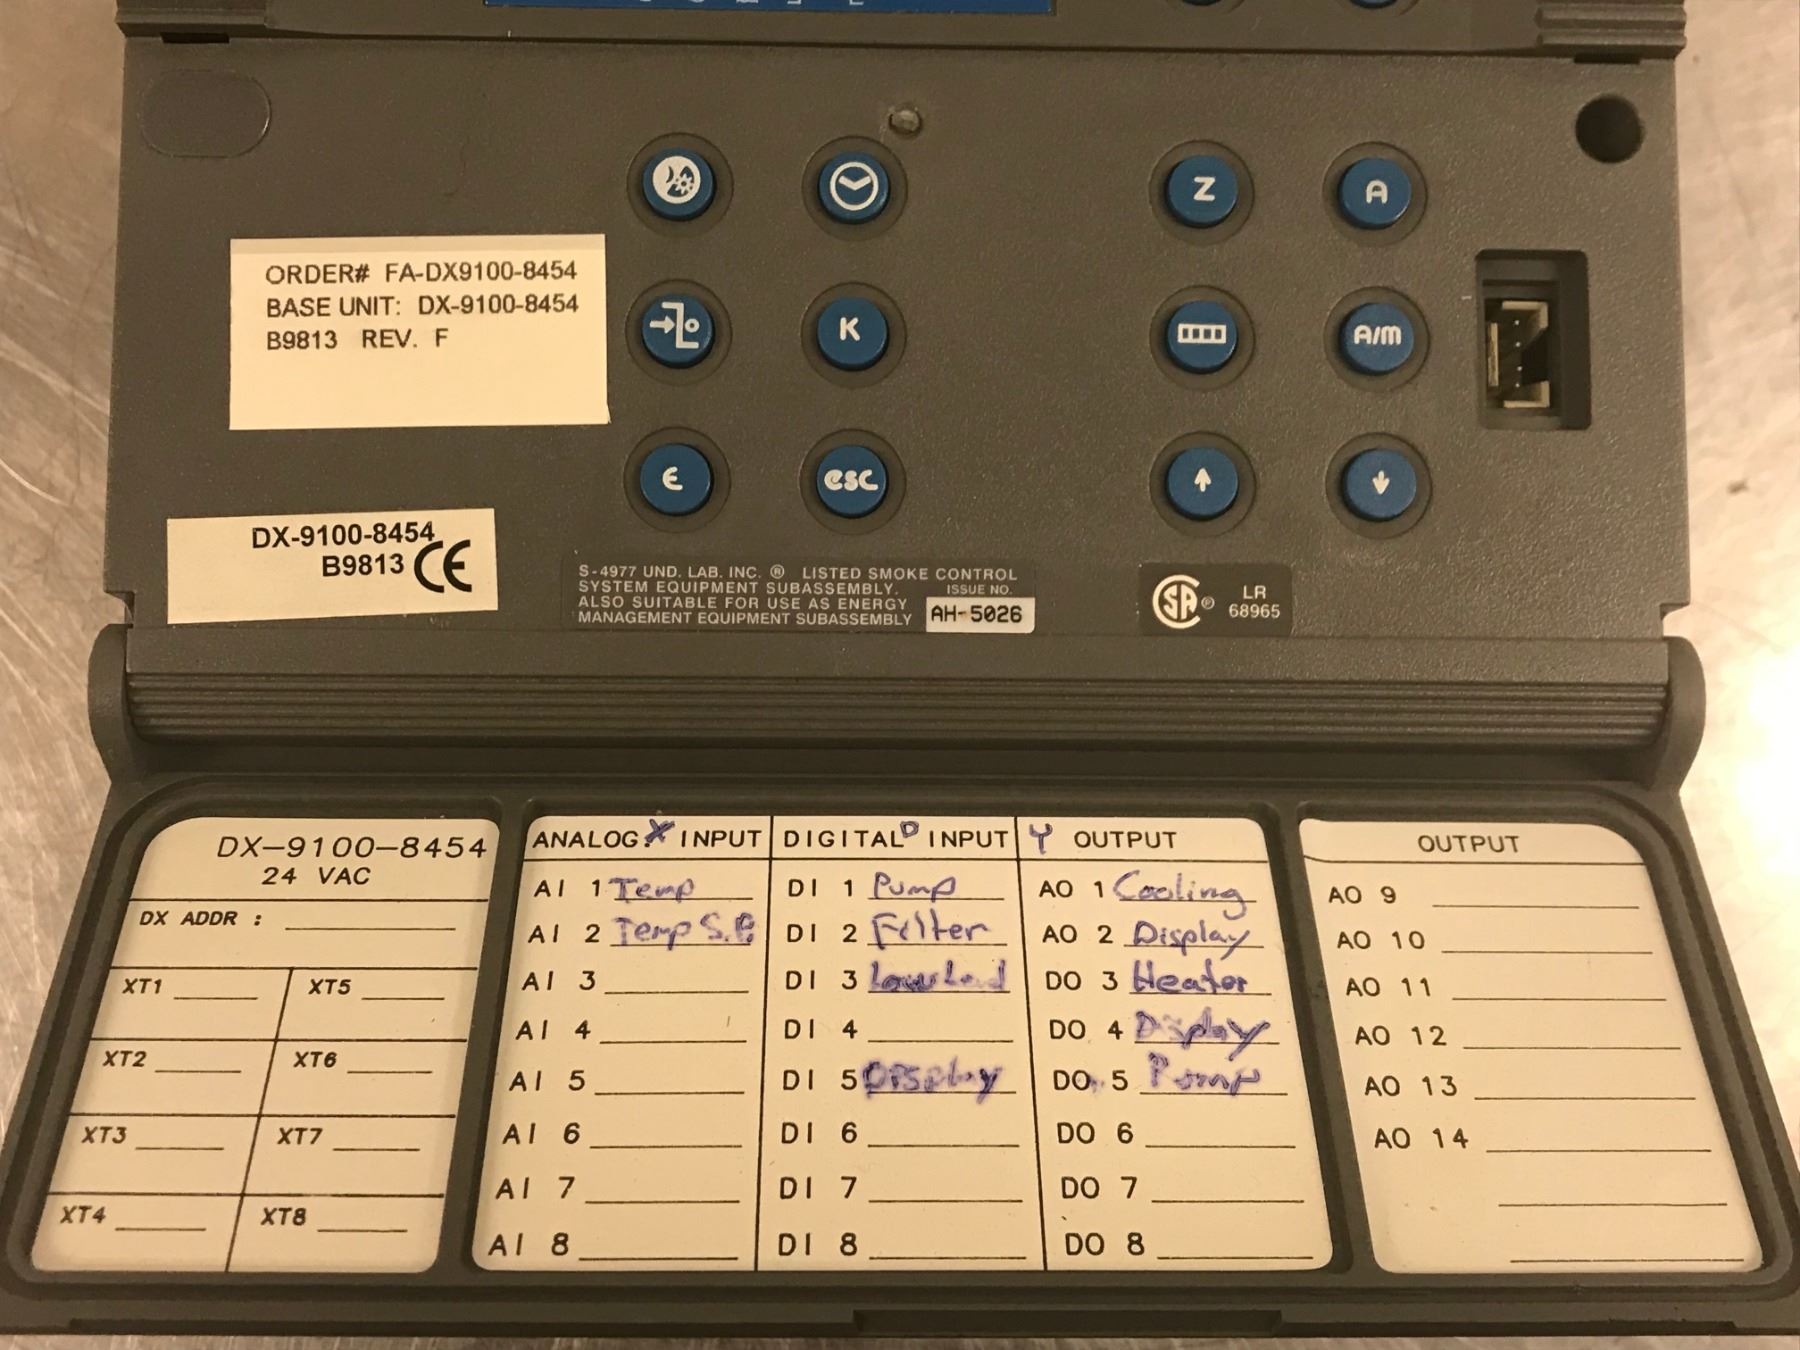 Z A
ORDER# FA-DX9100-8454
BASE UNIT: DX-9100-8454
B9813 REV. F
K A/M
ε esc
DX-9100-8454
B9813 CE
S-4977 UND. LAB. INC. ® LISTED SMOKE CONTROL
SYSTEM EQUIPMENT SUBASSEMBLY. ISSUE NO.
ALSO SUITABLE FOR USE AS ENERGY
MANAGEMENT EQUIPMENT SUBASSEMBLY AH-5026
SA ® LR
68965
DX-9100-8454
24 VAC
DX ADDR :
XT1 XT5
XT2 XT6
XT3 XT7
XT4 XT8
ANALOG X INPUT
AI 1 Temp
AI 2 Temp S.P.
AI 3
AI 4
AI 5
AI 6
AI 7
AI 8
DIGITAL D INPUT
DI 1 Pump
DI 2 Filter
DI 3
DI 4
DI 5 Display
DI 6
DI 7
DI 8
Y OUTPUT
AO 1 Cooling
AO 2 Display
DO 3 Heater
DO 4 Display
DO 5 Pump
DO 6
DO 7
DO 8
OUTPUT
AO 9
AO 10
AO 11
AO 12
AO 13
AO 14